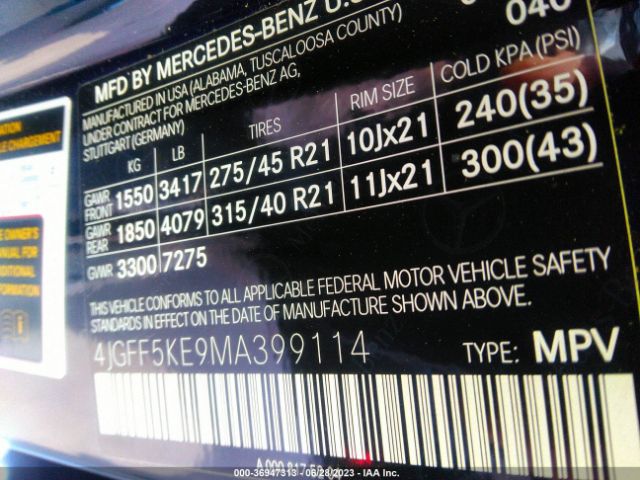 040
MFD BY MERCEDES-BENZ U.S.
MANUFACTURED IN USA (ALABAMA, TUSCALOOSA COUNTY)
UNDER CONTRACT FOR MERCEDES-BENZ AG,
STUTTGART (GERMANY)
KG LB TIRES RIM SIZE COLD KPA (PSI)
GAWR FRONT 1550 3417 275/45 R21 10Jx21 240(35)
GAWR REAR 1850 4079 315/40 R21 11Jx21 300(43)
GVWR 3300 7275
THIS VEHICLE CONFORMS TO ALL APPLICABLE FEDERAL MOTOR VEHICLE SAFETY
STANDARDS IN EFFECT ON THE DATE OF MANUFACTURE SHOWN ABOVE.
4JGFF5KE9MA399114 TYPE: MPV
OWNER'S
MANUAL FOR
000-36947313 - 06/28/2023 - IAA Inc.